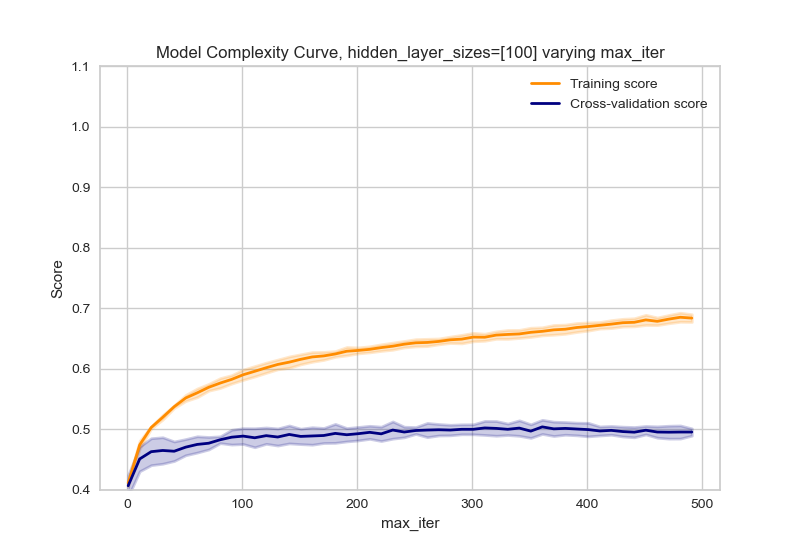 Model Complexity Curve, hidden_layer_sizes=[100] varying max_iter
1.1
1.0
0.9
0.8
0.7
0.6
0.5
0.4
Score
Training score
Cross-validation score
0
100
200
300
400
500
max_iter